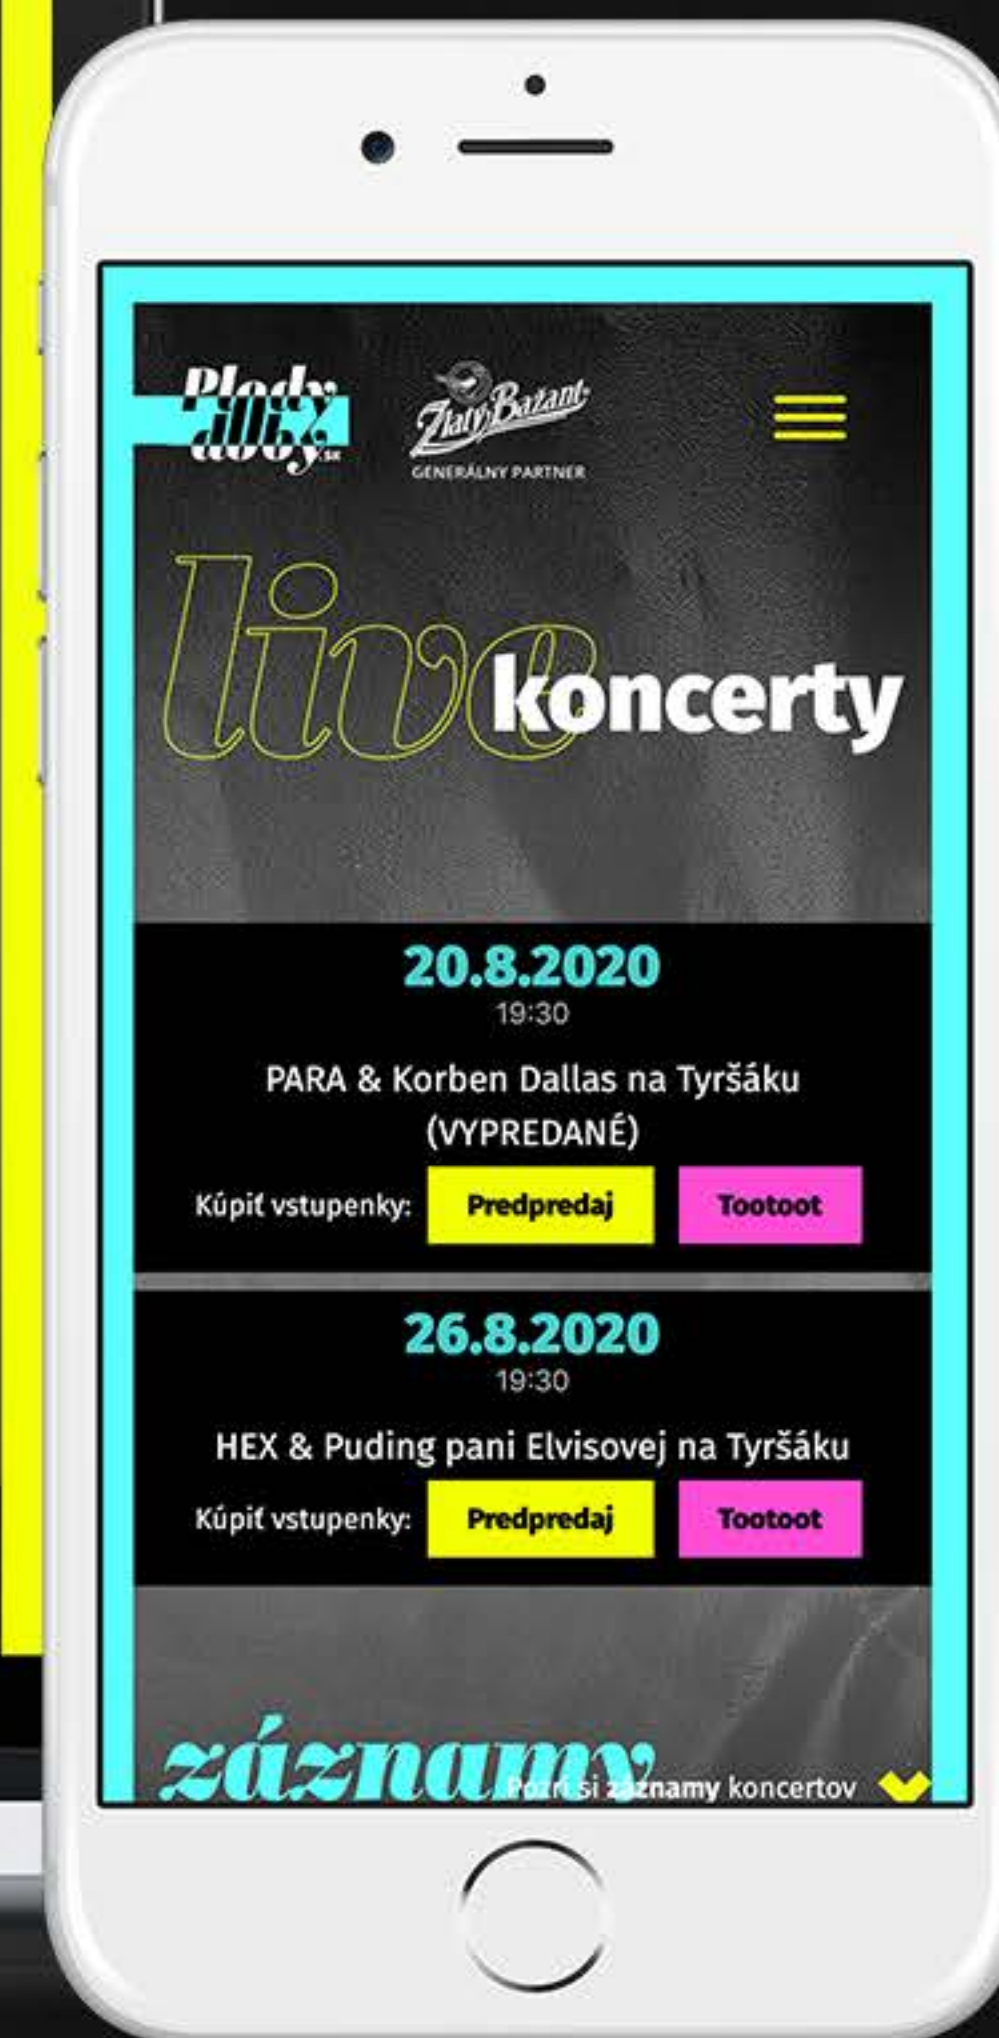 Plody
doby.sk
Zlatý Bažant
GENERÁLNY PARTNER
live
koncerty
20.8.2020
19:30
PARA & Korben Dallas na Tyršáku
(VYPREDANÉ)
Kúpiť vstupenky: Predpredaj Tootoot
26.8.2020
19:30
HEX & Puding pani Elvisovej na Tyršáku
Kúpiť vstupenky: Predpredaj Tootoot
záznamy
Pozri si záznamy koncertov